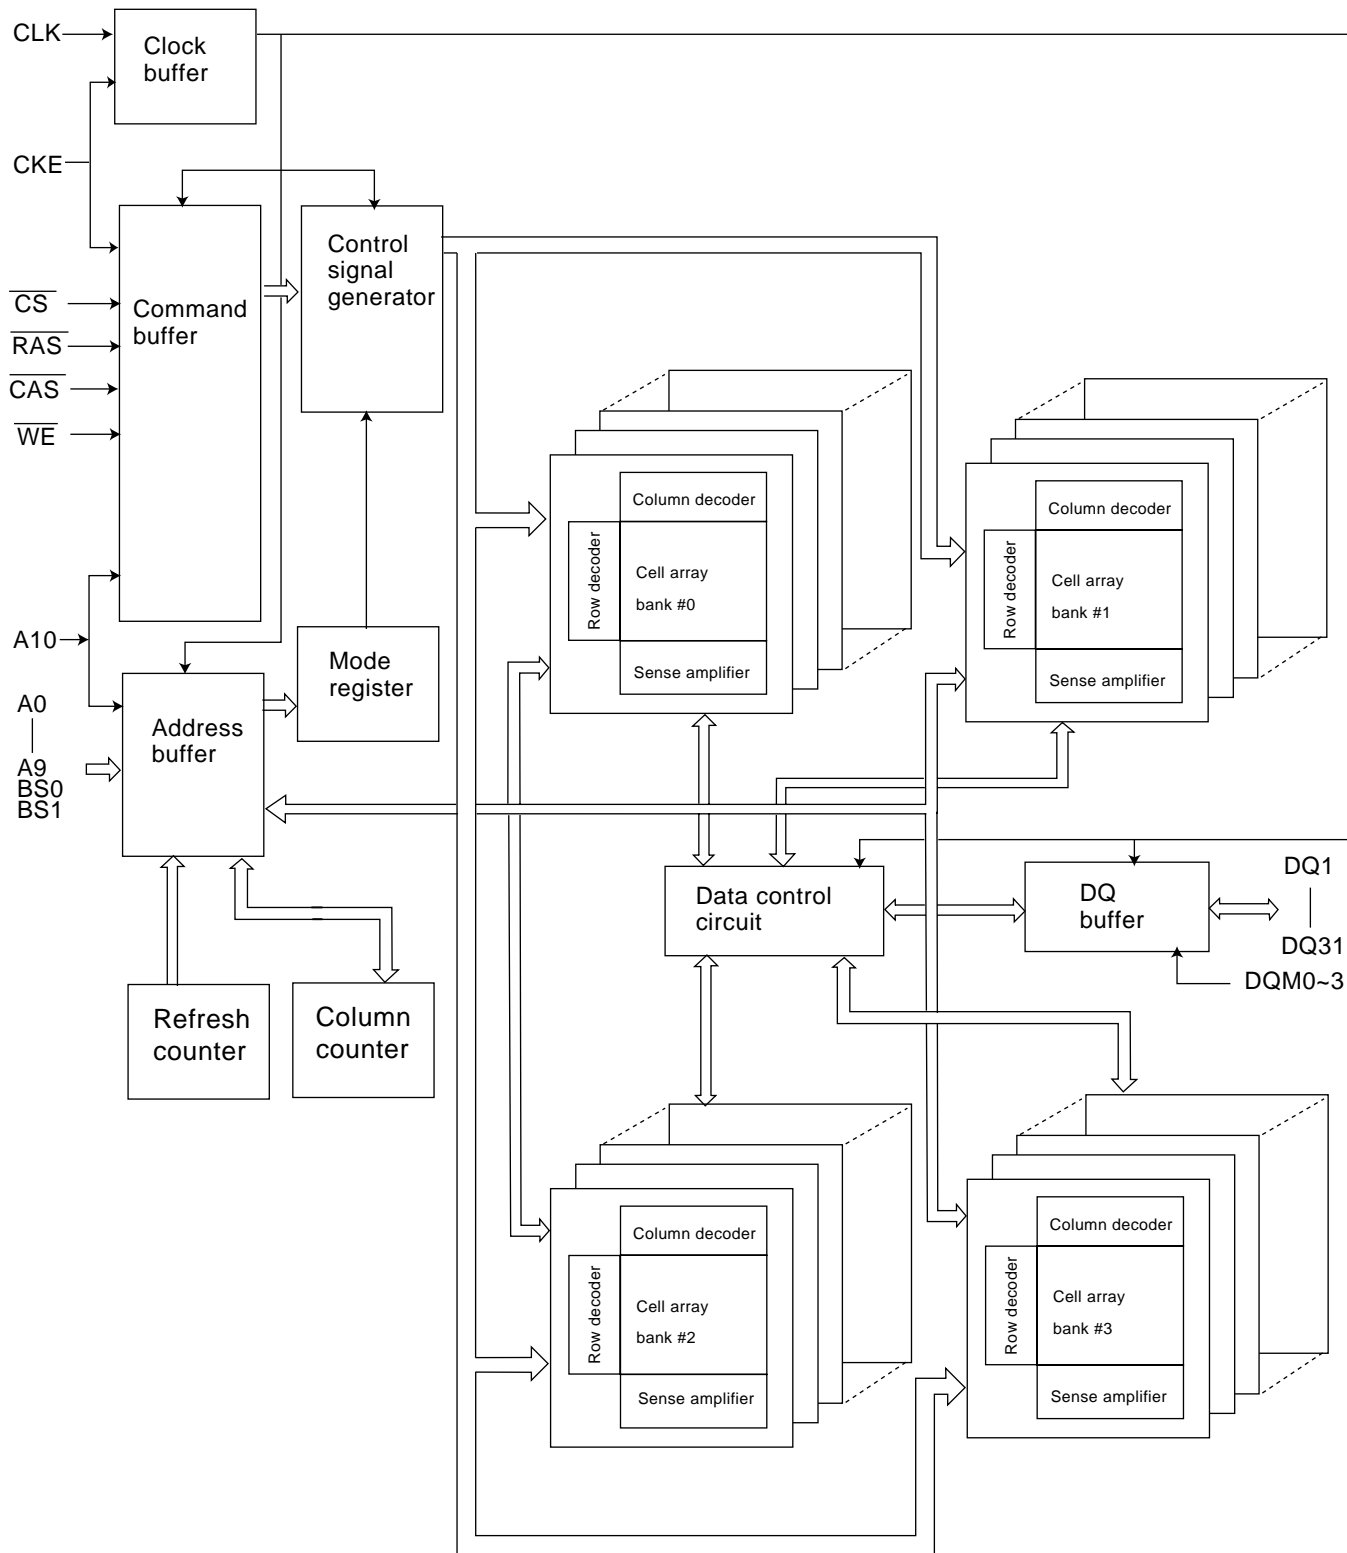 CLK
Clock
buffer
CKE
Command
buffer
Control
signal
generator
CS
RAS
CAS
WE
A10
A0
A9
BS0
BS1
Mode
register
Address
buffer
Refresh
counter
Column
counter
Column decoder
Row decoder
Cell array
bank #0
Sense amplifier
Column decoder
Row decoder
Cell array
bank #1
Sense amplifier
Data control
circuit
DQ
buffer
DQ1
DQ31
DQM0~3
Column decoder
Row decoder
Cell array
bank #2
Sense amplifier
Column decoder
Row decoder
Cell array
bank #3
Sense amplifier